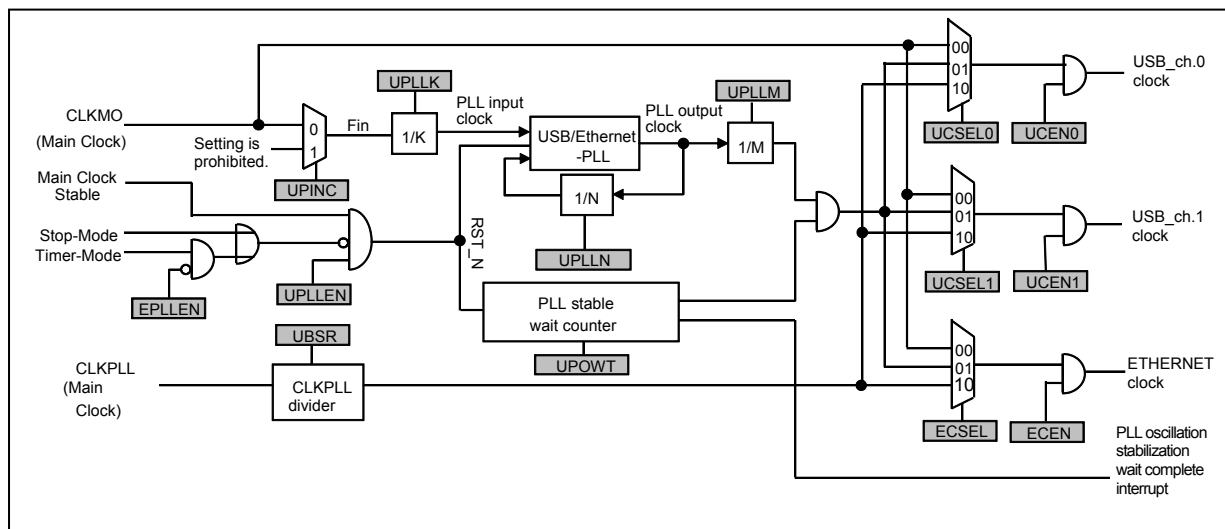 CLKMO
(Main Clock)
Setting is
prohibited.
0
1
UPINC
Fin
UPLLK
1/K
PLL input
clock
USB/Ethernet
-PLL
1/N
UPLLN
PLL output
clock
UPLLM
1/M
Main Clock
Stable
Stop-Mode
Timer-Mode
EPLLEN
UPLLEN
RST_N
PLL stable
wait counter
UPOWT
CLKPLL
(Main
Clock)
UBSR
CLKPLL
divider
00
01
10
UCSEL0
UCEN0
USB_ch.0
clock
00
01
10
UCSEL1
UCEN1
USB_ch.1
clock
00
01
10
ECSEL
ECEN
ETHERNET
clock
PLL oscillation
stabilization
wait complete
interrupt